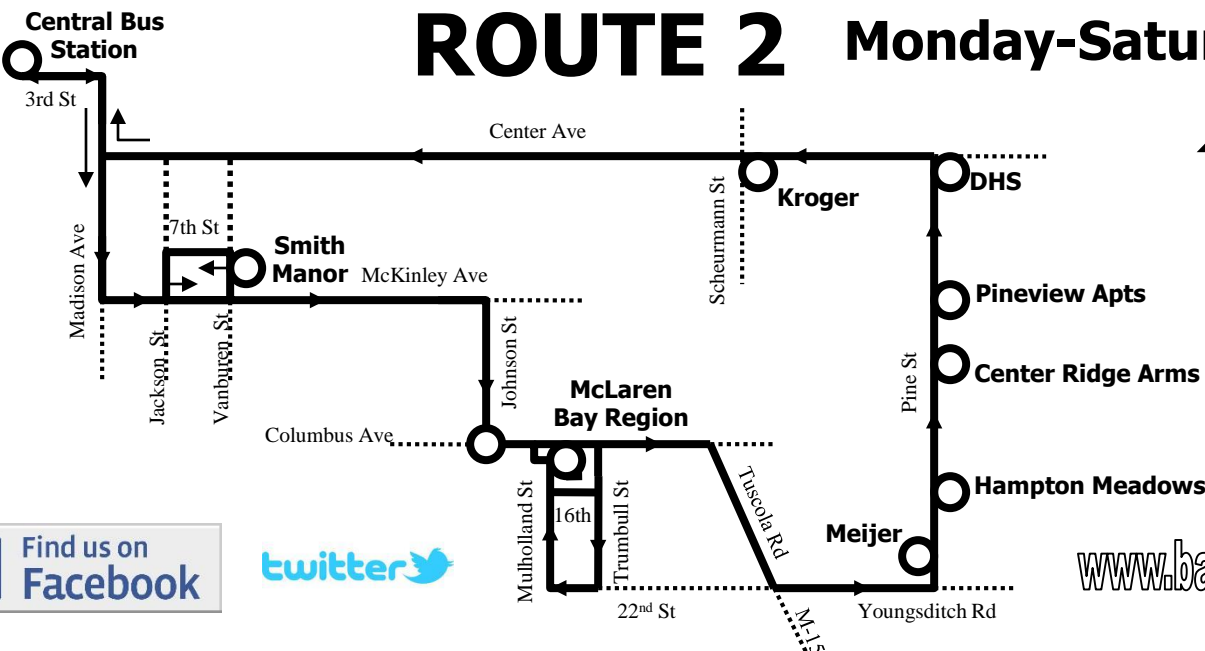 ROUTE 2
Monday-Satur
Central Bus
Station
3rd St
Center Ave
DHS
Kroger
Scheurmann St
7th St
Smith
Manor
McKinley Ave
Madison Ave
Jackson St
Vanburen St
Johnson St
Pineview Apts
Center Ridge Arms
Pine St
McLaren
Bay Region
Columbus Ave
Tuscola Rd
Hampton Meadows
Mulholland St
16th
Trumbull St
Meijer
Find us on
Facebook
twitter
www.ba
22nd St
Youngsditch Rd
M-15